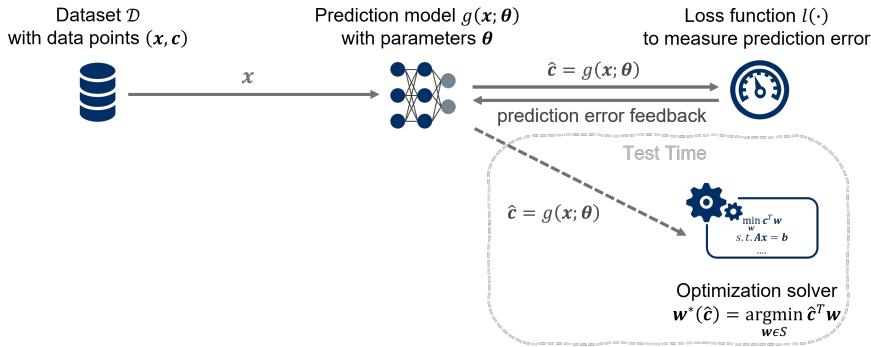 Dataset 𝒟
with data points (𝒙, 𝒄)
Prediction model g(𝒙; 𝜽)
with parameters 𝜽
Loss function l(·)
to measure prediction error
𝒙
ĉ = g(𝒙; 𝜽)
prediction error feedback
Test Time
ĉ = g(𝒙; 𝜽)
min 𝒄ᵀ𝒘
𝒘
s.t. 𝑨𝒙 = 𝒃
....
Optimization solver
𝒘*(ĉ) = argmin ĉᵀ𝒘
𝒘ϵS